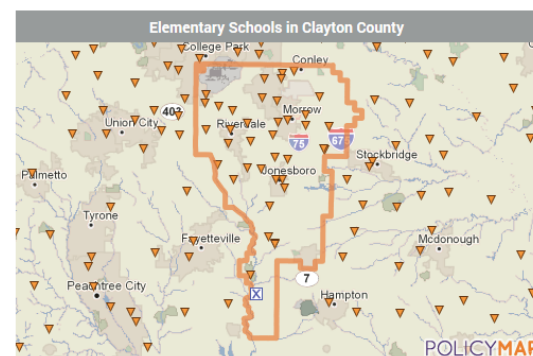 Elementary Schools in Clayton County
College Park
Conley
403
Union City
Riverdale
Morrow
75
67
Stockbridge
Palmetto
Jonesboro
Tyrone
Fayetteville
Mcdonough
7
Peachtree City
X
Hampton
POLICYMAP